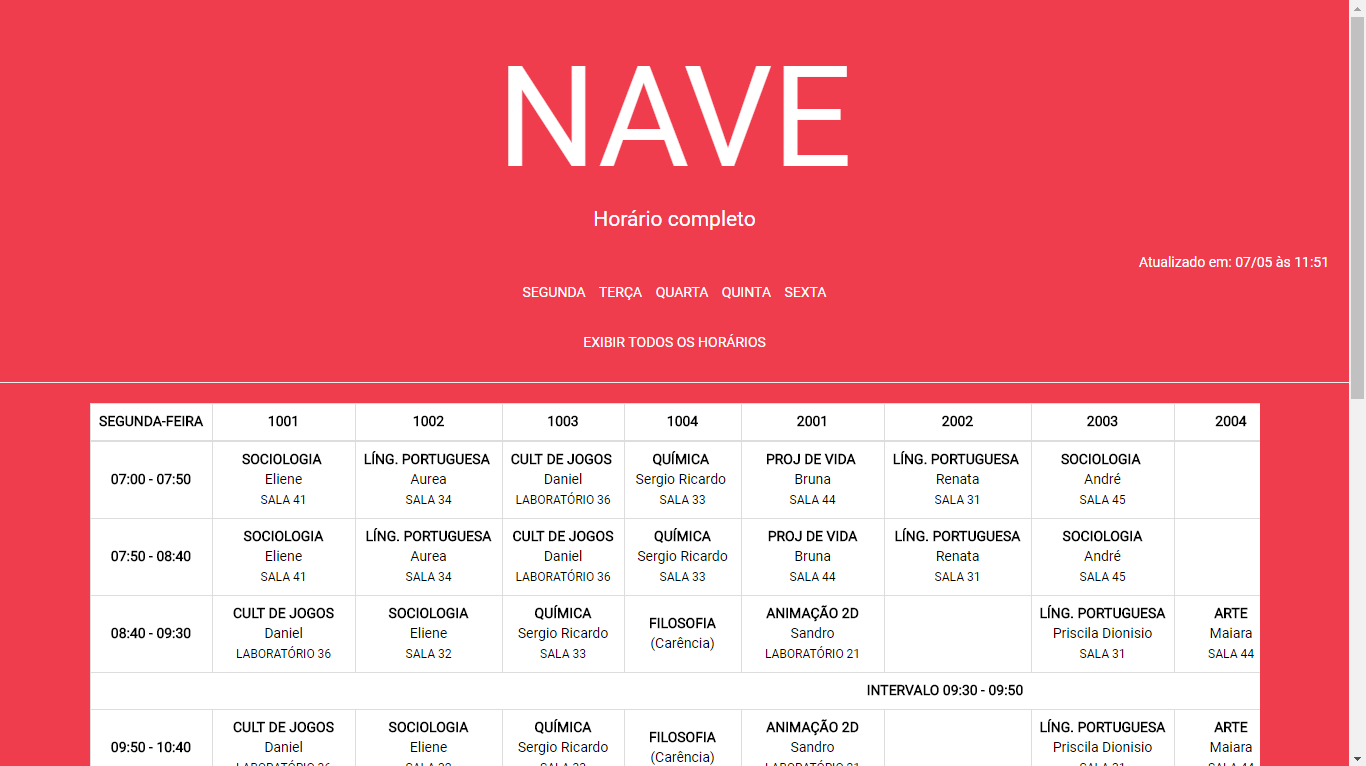 NAVE
Horário completo
Atualizado em: 07/05 às 11:51
SEGUNDA TERÇA QUARTA QUINTA SEXTA
EXIBIR TODOS OS HORÁRIOS
SEGUNDA-FEIRA 1001 1002 1003 1004 2001 2002 2003 2004
SOCIOLOGIA LÍNG. PORTUGUESA CULT DE JOGOS QUÍMICA PROJ DE VIDA LÍNG. PORTUGUESA SOCIOLOGIA
07:00 - 07:50 Eliene Aurea Daniel Sergio Ricardo Bruna Renata André
SALA 41 SALA 34 LABORATÓRIO 36 SALA 33 SALA 44 SALA 31 SALA 45
SOCIOLOGIA LÍNG. PORTUGUESA CULT DE JOGOS QUÍMICA PROJ DE VIDA LÍNG. PORTUGUESA SOCIOLOGIA
07:50 - 08:40 Eliene Aurea Daniel Sergio Ricardo Bruna Renata André
SALA 41 SALA 34 LABORATÓRIO 36 SALA 33 SALA 44 SALA 31 SALA 45
CULT DE JOGOS SOCIOLOGIA QUÍMICA FILOSOFIA ANIMAÇÃO 2D LÍNG. PORTUGUESA ARTE
08:40 - 09:30 Daniel Eliene Sergio Ricardo (Carência) Sandro Priscila Dionisio Maiara
LABORATÓRIO 36 SALA 32 SALA 33 LABORATÓRIO 21 SALA 31 SALA 44
INTERVALO 09:30 - 09:50
CULT DE JOGOS SOCIOLOGIA QUÍMICA FILOSOFIA ANIMAÇÃO 2D LÍNG. PORTUGUESA ARTE
09:50 - 10:40 Daniel Eliene Sergio Ricardo (Carência) Sandro Priscila Dionisio Maiara